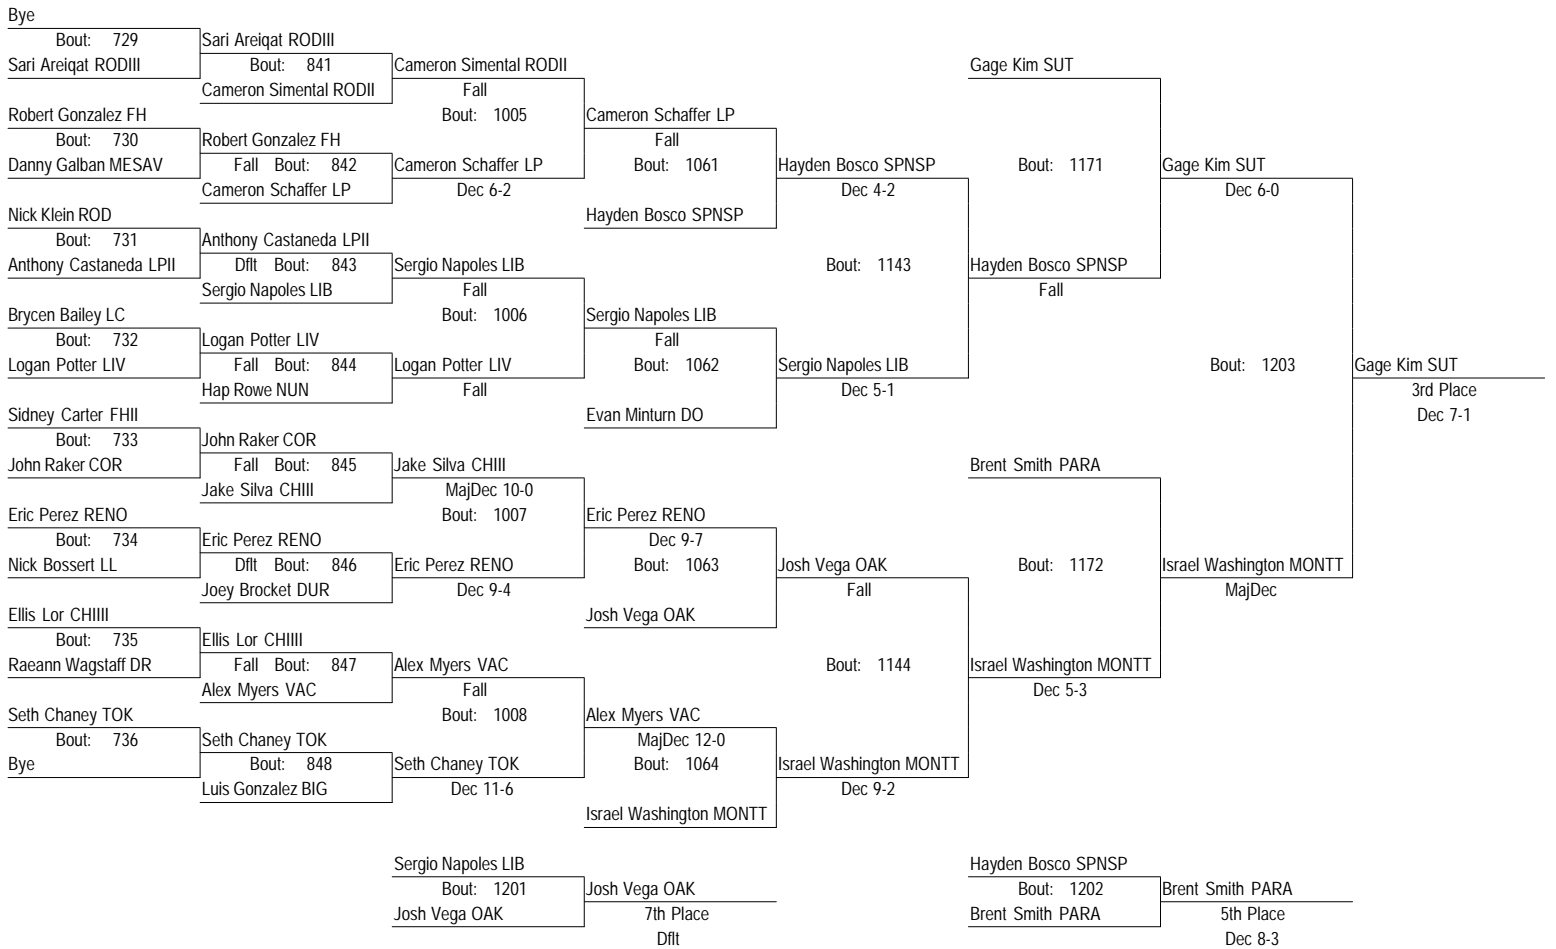 Bye
Bout: 729
Sari Areiqat RODIII
Sari Areiqat RODIII
Bout: 841
Cameron Simental RODII
Cameron Simental RODII
Fall
Bout: 1005
Robert Gonzalez FH
Bout: 730
Danny Galban MESAV
Robert Gonzalez FH
Fall Bout: 842
Cameron Schaffer LP
Cameron Schaffer LP
Dec 6-2
Cameron Schaffer LP
Fall
Bout: 1061
Hayden Bosco SPNSP
Hayden Bosco SPNSP
Dec 4-2
Nick Klein ROD
Bout: 731
Anthony Castaneda LPII
Anthony Castaneda LPII
Dflt Bout: 843
Sergio Napoles LIB
Sergio Napoles LIB
Fall
Bout: 1006
Brycen Bailey LC
Bout: 732
Logan Potter LIV
Logan Potter LIV
Fall Bout: 844
Hap Rowe NUN
Logan Potter LIV
Fall
Sergio Napoles LIB
Fall
Bout: 1062
Evan Minturn DO
Sergio Napoles LIB
Dec 5-1
Bout: 1143
Gage Kim SUT
Bout: 1171
Hayden Bosco SPNSP
Fall
Gage Kim SUT
Dec 6-0
Sidney Carter FHII
Bout: 733
John Raker COR
John Raker COR
Fall Bout: 845
Jake Silva CHIII
Jake Silva CHIII
MajDec 10-0
Bout: 1007
Eric Perez RENO
Bout: 734
Nick Bossert LL
Eric Perez RENO
Dflt Bout: 846
Joey Brocket DUR
Eric Perez RENO
Dec 9-4
Eric Perez RENO
Dec 9-7
Bout: 1063
Josh Vega OAK
Josh Vega OAK
Fall
Ellis Lor CHIIII
Bout: 735
Raeann Wagstaff DR
Ellis Lor CHIIII
Fall Bout: 847
Alex Myers VAC
Alex Myers VAC
Fall
Bout: 1008
Seth Chaney TOK
Bout: 736
Bye
Seth Chaney TOK
Bout: 848
Luis Gonzalez BIG
Seth Chaney TOK
Dec 11-6
Alex Myers VAC
MajDec 12-0
Bout: 1064
Israel Washington MONTT
Israel Washington MONTT
Dec 9-2
Bout: 1144
Brent Smith PARA
Bout: 1172
Israel Washington MONTT
Dec 5-3
Israel Washington MONTT
MajDec
Bout: 1203
Gage Kim SUT
3rd Place
Dec 7-1
Sergio Napoles LIB
Bout: 1201
Josh Vega OAK
Josh Vega OAK
7th Place
Dflt
Hayden Bosco SPNSP
Bout: 1202
Brent Smith PARA
Brent Smith PARA
5th Place
Dec 8-3